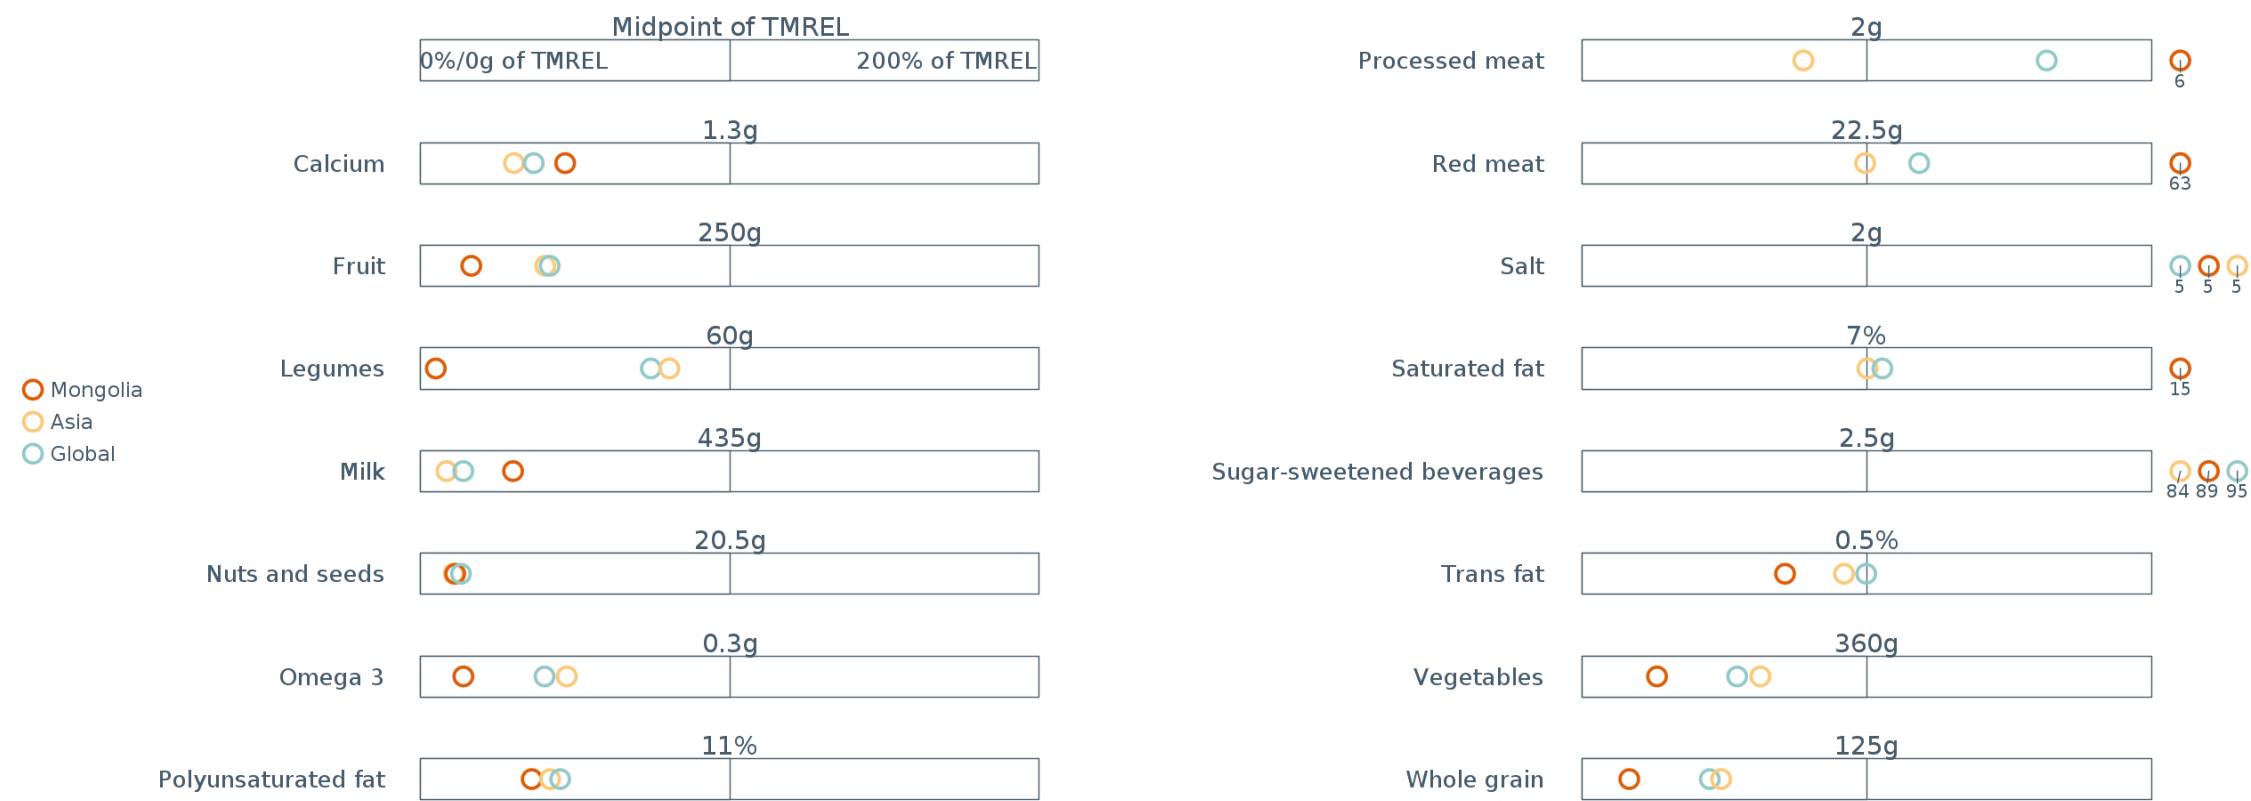 Midpoint of TMREL
0%/0g of TMREL 200% of TMREL
Calcium 1.3g
Fruit 250g
Legumes 60g
Milk 435g
Nuts and seeds 20.5g
Omega 3 0.3g
Polyunsaturated fat 11%
Mongolia
Asia
Global
Processed meat 2g
6
Red meat 22.5g
63
Salt 2g
5 5 5
Saturated fat 7%
15
Sugar-sweetened beverages 2.5g
84 89 95
Trans fat 0.5%
Vegetables 360g
Whole grain 125g